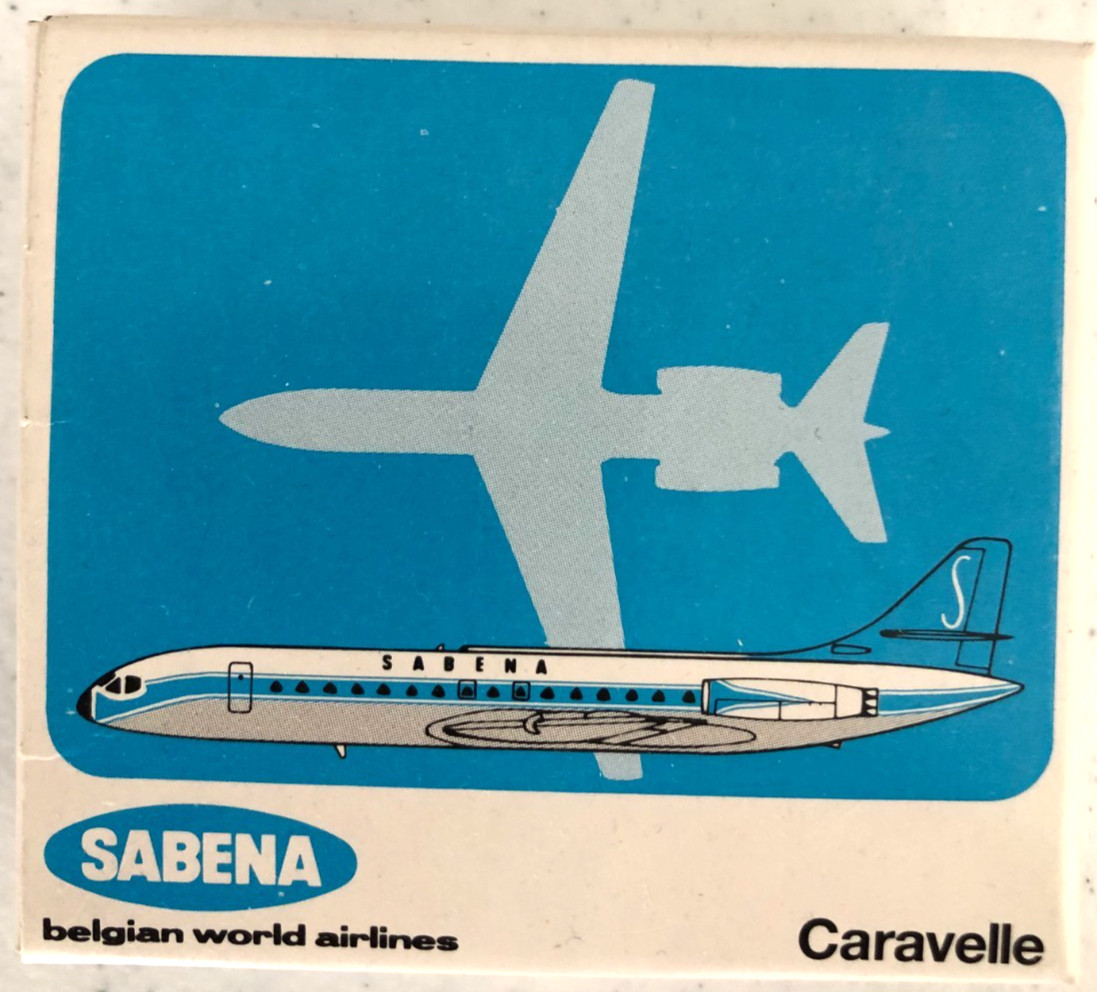 S
SABENA
SABENA
belgian world airlines
Caravelle